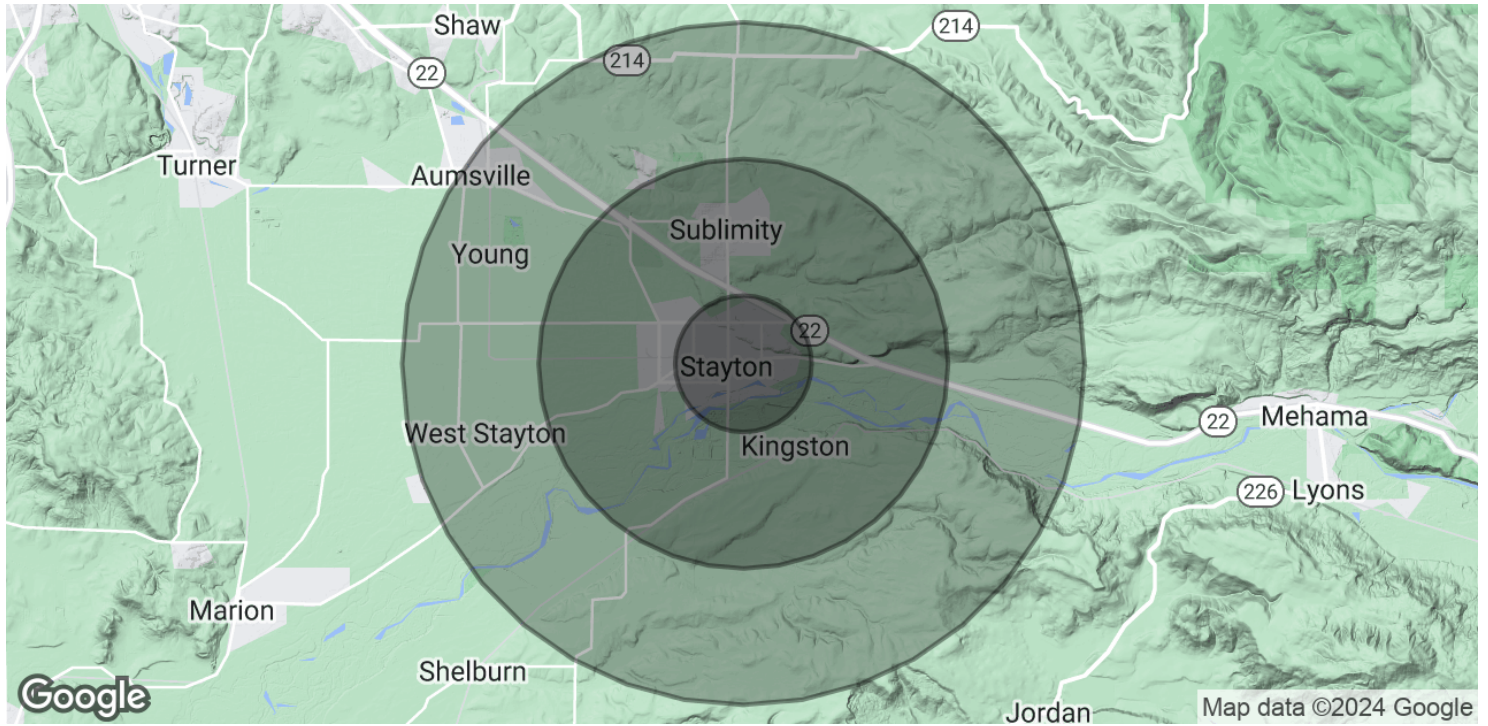 Shaw
214
214
22
Turner
Aumsville
Sublimity
Young
22
Stayton
22
Mehama
West Stayton
Kingston
226
Lyons
Marion
Shelburn
Google
Map data ©2024 Google
Jordan